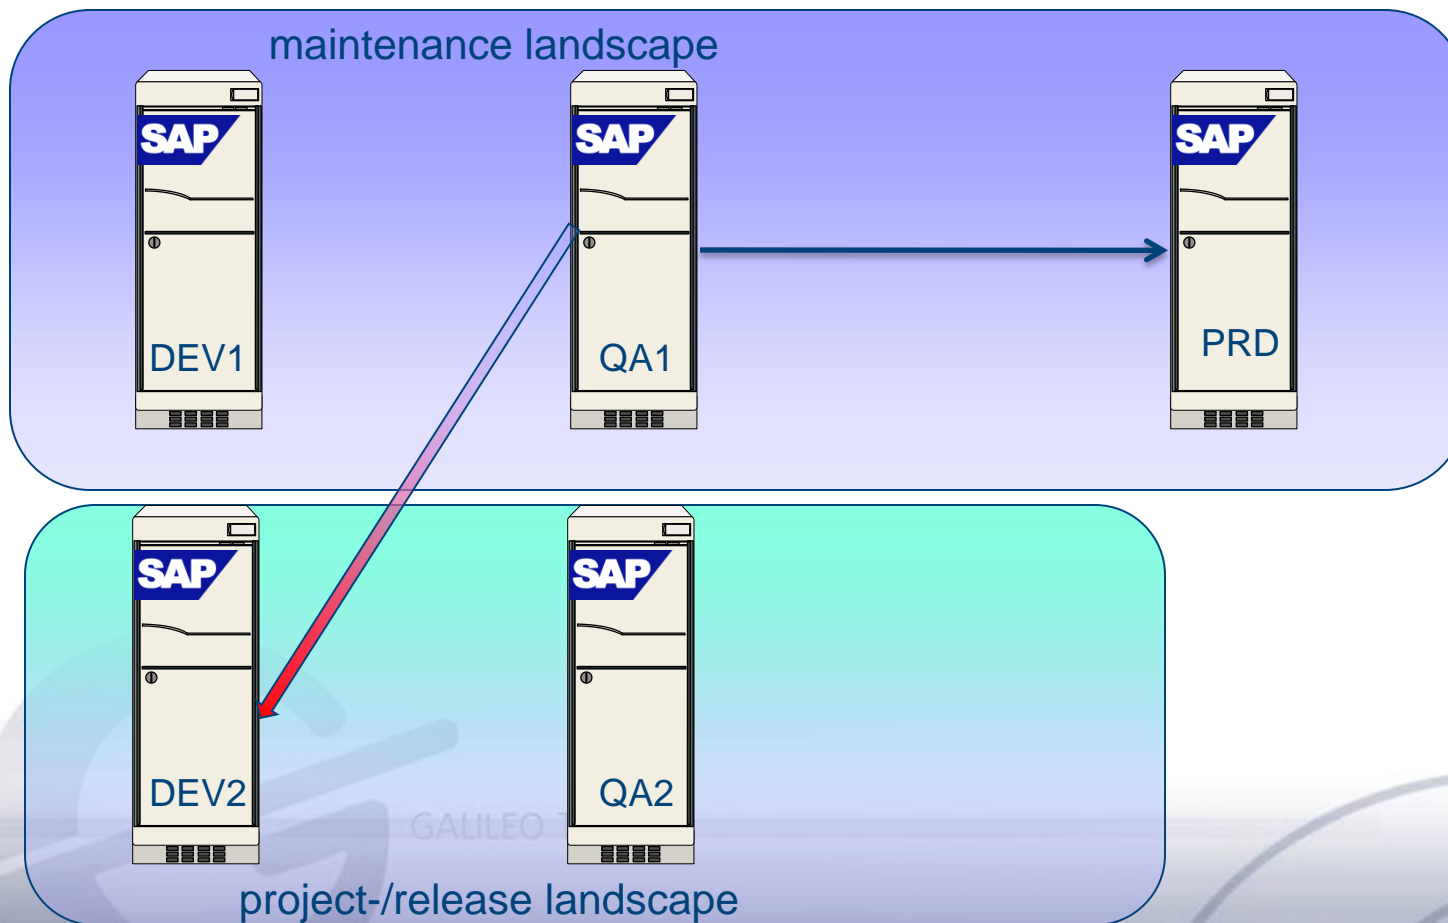 maintenance landscape
SAP
SAP
SAP
DEV1
QA1
PRD
SAP
SAP
DEV2
QA2
GALILEO
project-/release landscape